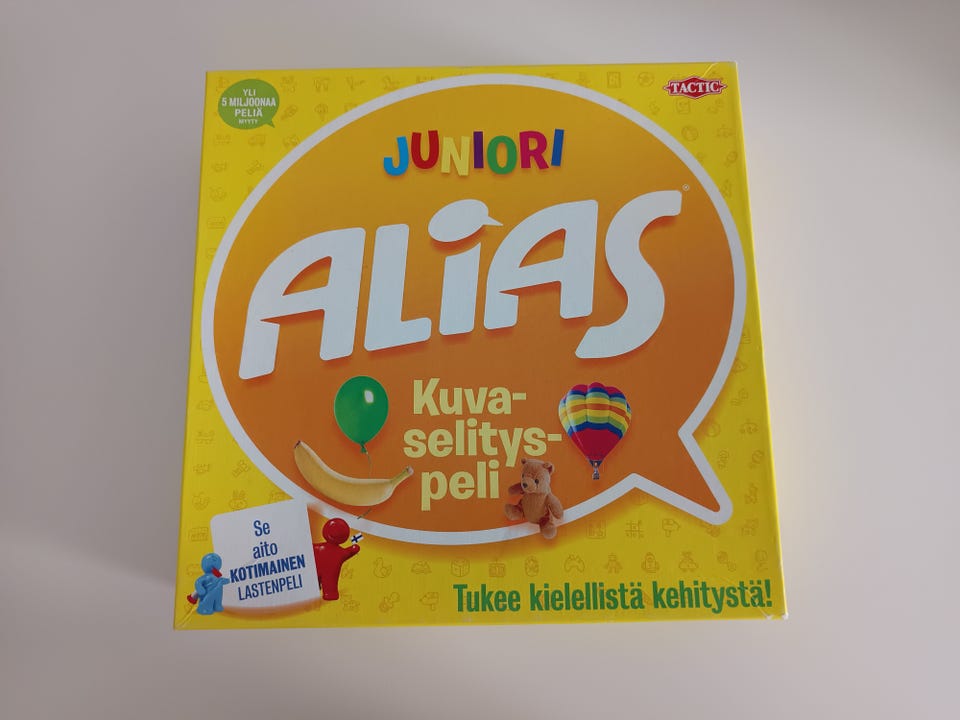 YLI
5 MILJOONAA
PELIÄ
MYYTY
TACTIC
JUNIORI
ALiAS®
Kuva-
selitys-
peli
Se
aito
KOTIMAINEN
LASTENPELI
Tukee kielellistä kehitystä!